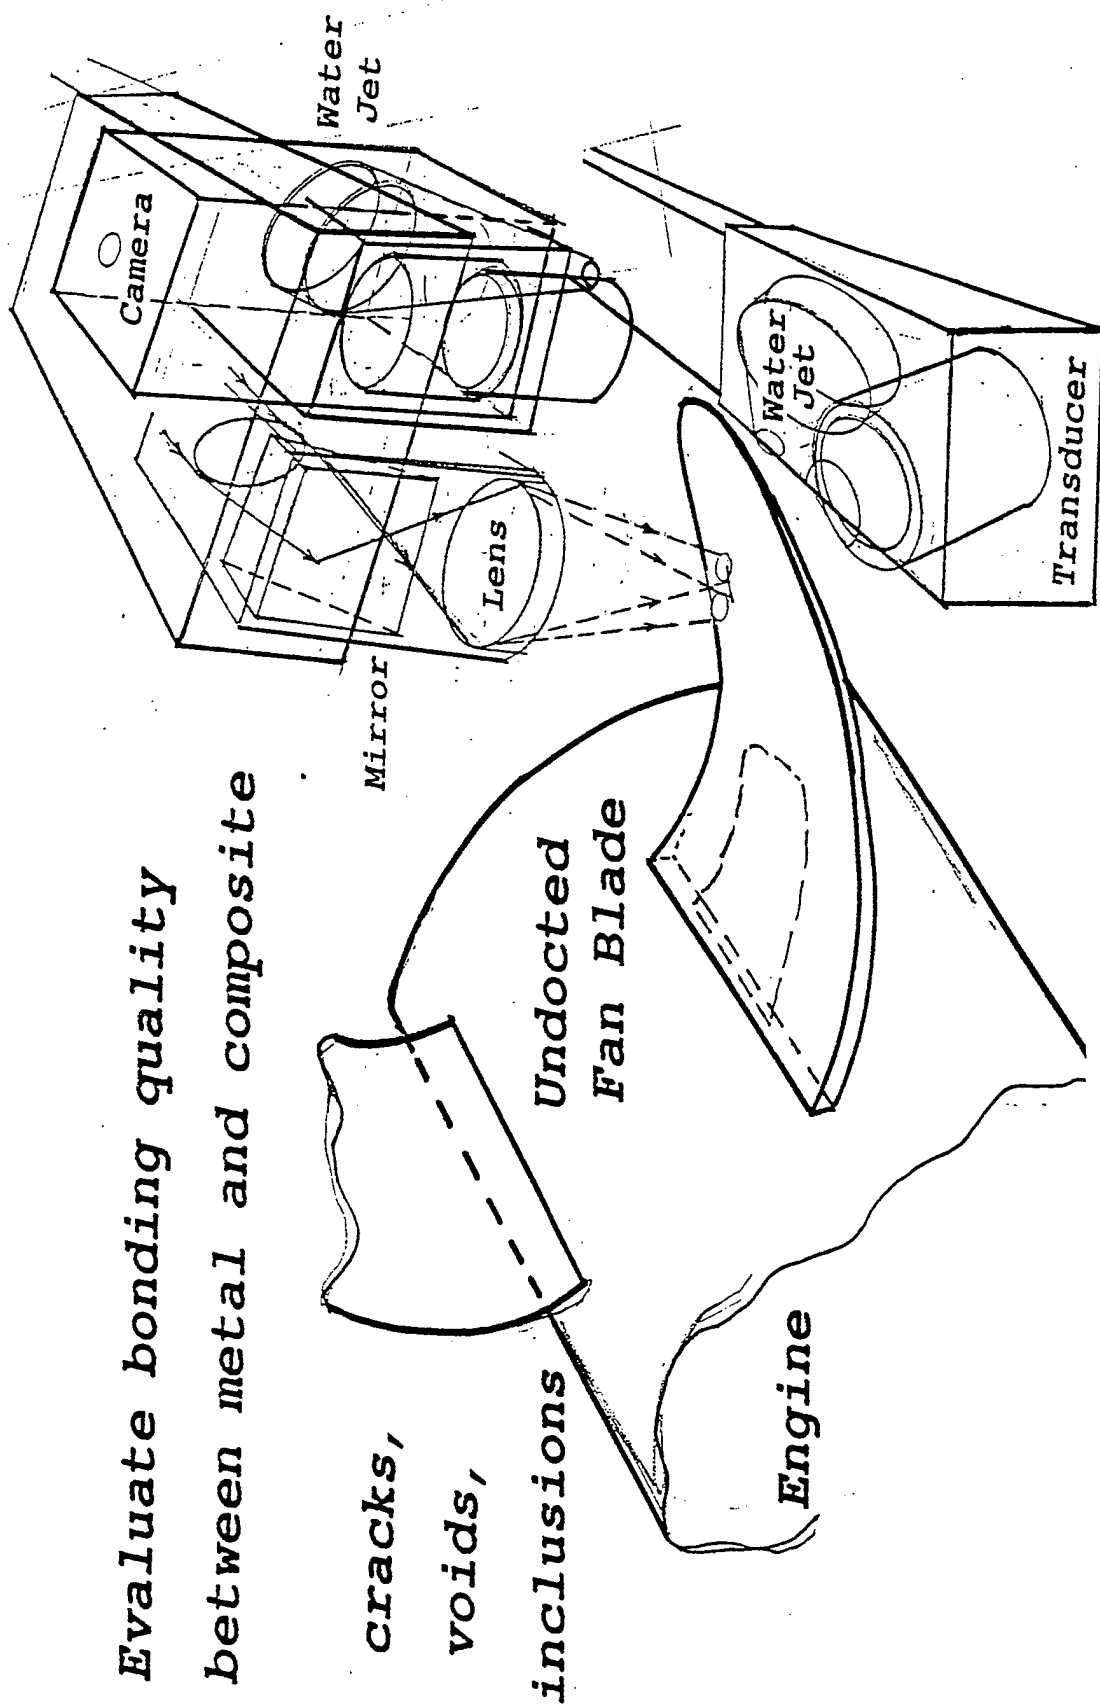 Evaluate bonding quality
between metal and composite
cracks,
voids,
inclusions
Engine
Undocted
Fan Blade
Mirror
Lens
Camera
Water
Jet
Water
Jet
Transducer